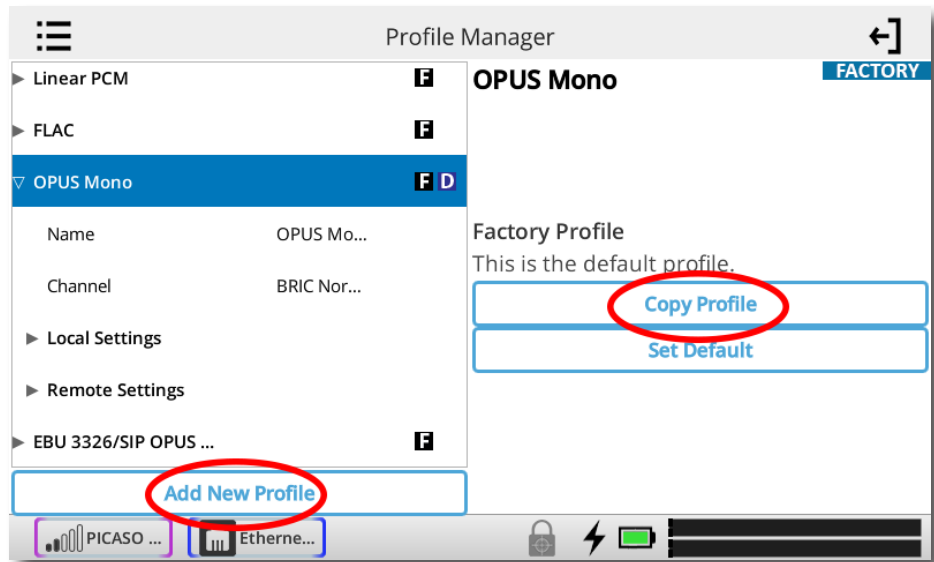 Profile Manager
Linear PCM F
FLAC F
OPUS Mono F D
Name OPUS Mo...
Channel BRIC Nor...
Local Settings
Remote Settings
EBU 3326/SIP OPUS ... F
Add New Profile
OPUS Mono
FACTORY
Factory Profile
This is the default profile.
Copy Profile
Set Default
PICASO ... Etherne...